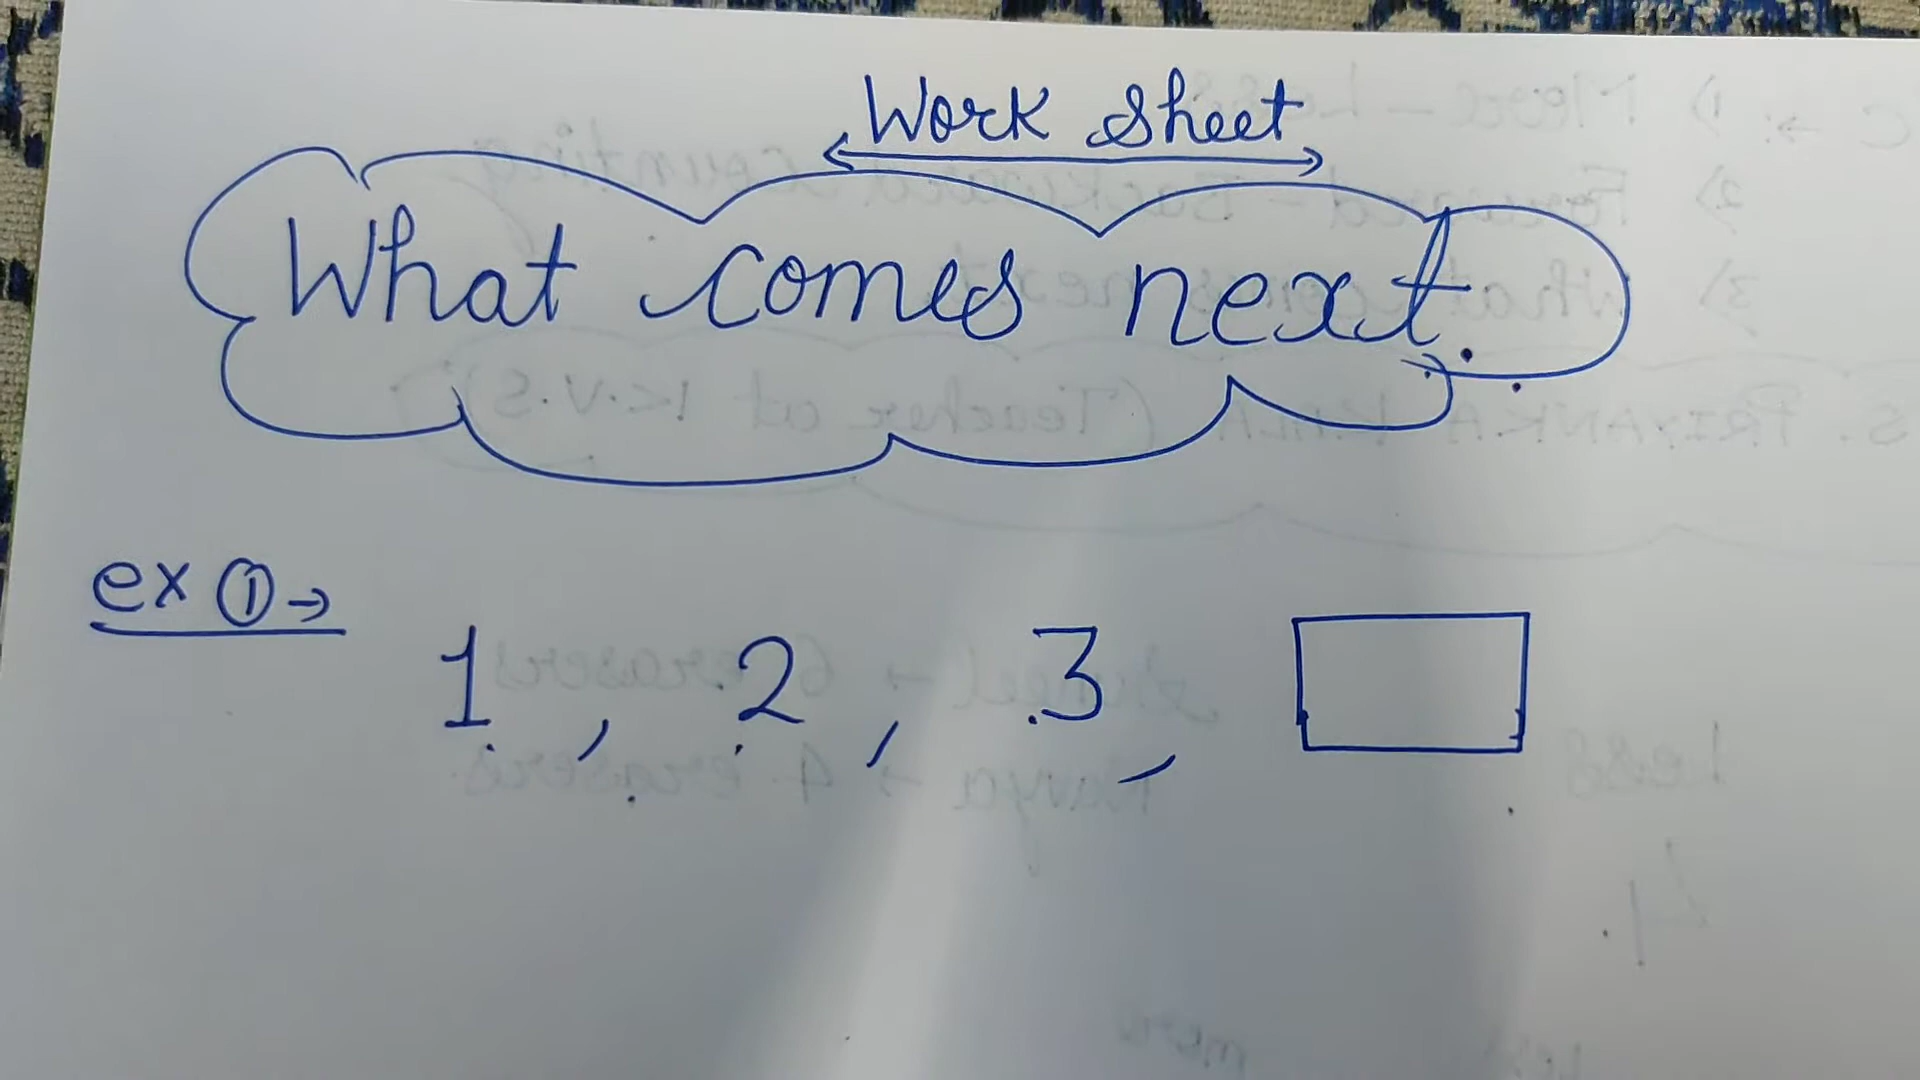 Work Sheet
What comes next.
ex ① →
1 , 2 , 3 ,